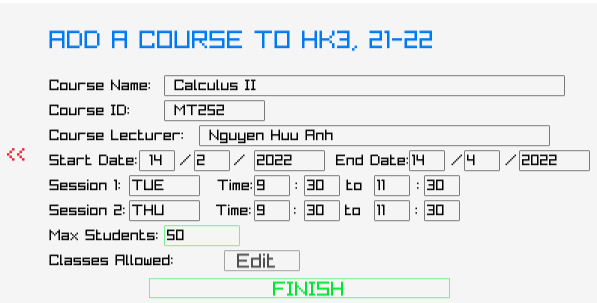 ADD A COURSE TO HK3, 21-22
Course Name: Calculus II
Course ID: MT252
Course Lecturer: Nguyen Huu Anh
<<
Start Date: 14 / 2 / 2022 End Date: 14 / 4 / 2022
Session 1: TUE Time: 9 : 30 to 11 : 30
Session 2: THU Time: 9 : 30 to 11 : 30
Max Students: 50
Classes Allowed: Edit
FINISH